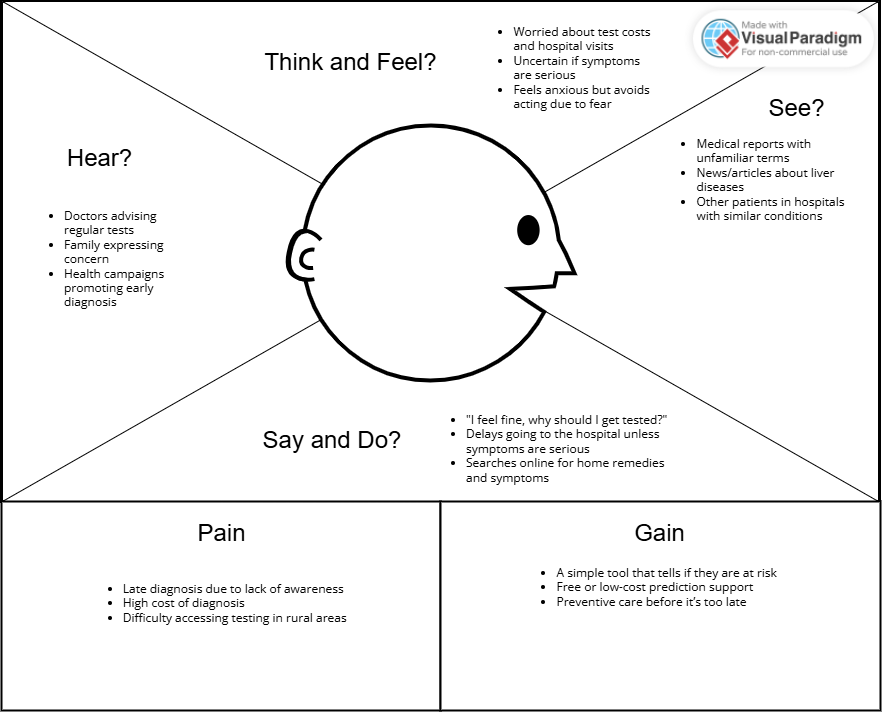 Made with
Visual Paradigm
For non-commercial use
Think and Feel?
• Worried about test costs
and hospital visits
• Uncertain if symptoms
are serious
• Feels anxious but avoids
acting due to fear
See?
• Medical reports with
unfamiliar terms
• News/articles about liver
diseases
• Other patients in hospitals
with similar conditions
Hear?
• Doctors advising
regular tests
• Family expressing
concern
• Health campaigns
promoting early
diagnosis
Say and Do?
• "I feel fine, why should I get tested?"
• Delays going to the hospital unless
symptoms are serious
• Searches online for home remedies
and symptoms
Pain
• Late diagnosis due to lack of awareness
• High cost of diagnosis
• Difficulty accessing testing in rural areas
Gain
• A simple tool that tells if they are at risk
• Free or low-cost prediction support
• Preventive care before it’s too late